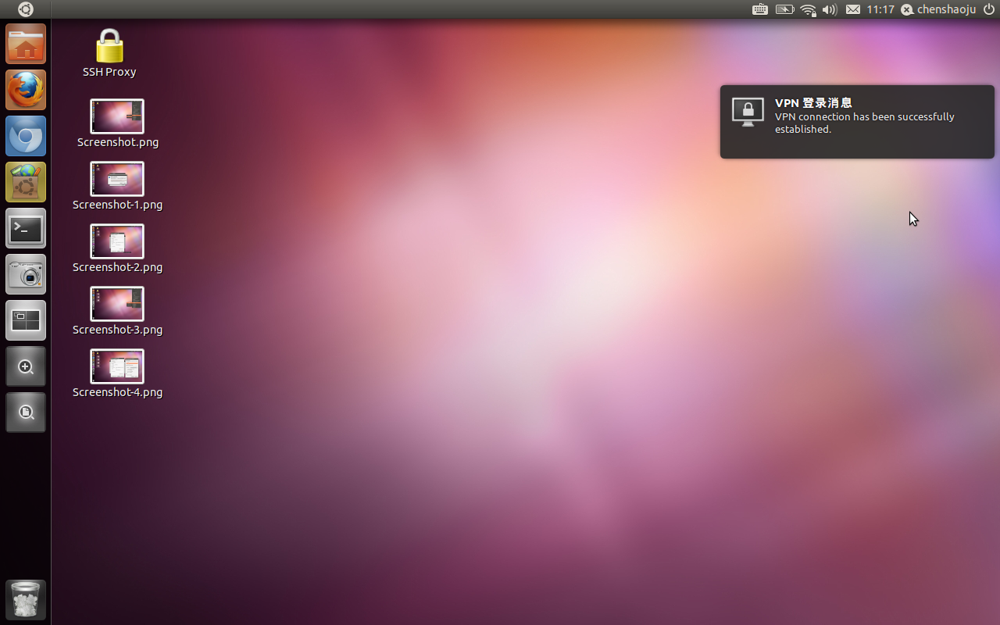 11:17 chenshaoju
SSH Proxy
Screenshot.png
Screenshot-1.png
Screenshot-2.png
Screenshot-3.png
Screenshot-4.png
VPN 登录消息
VPN connection has been successfully
established.